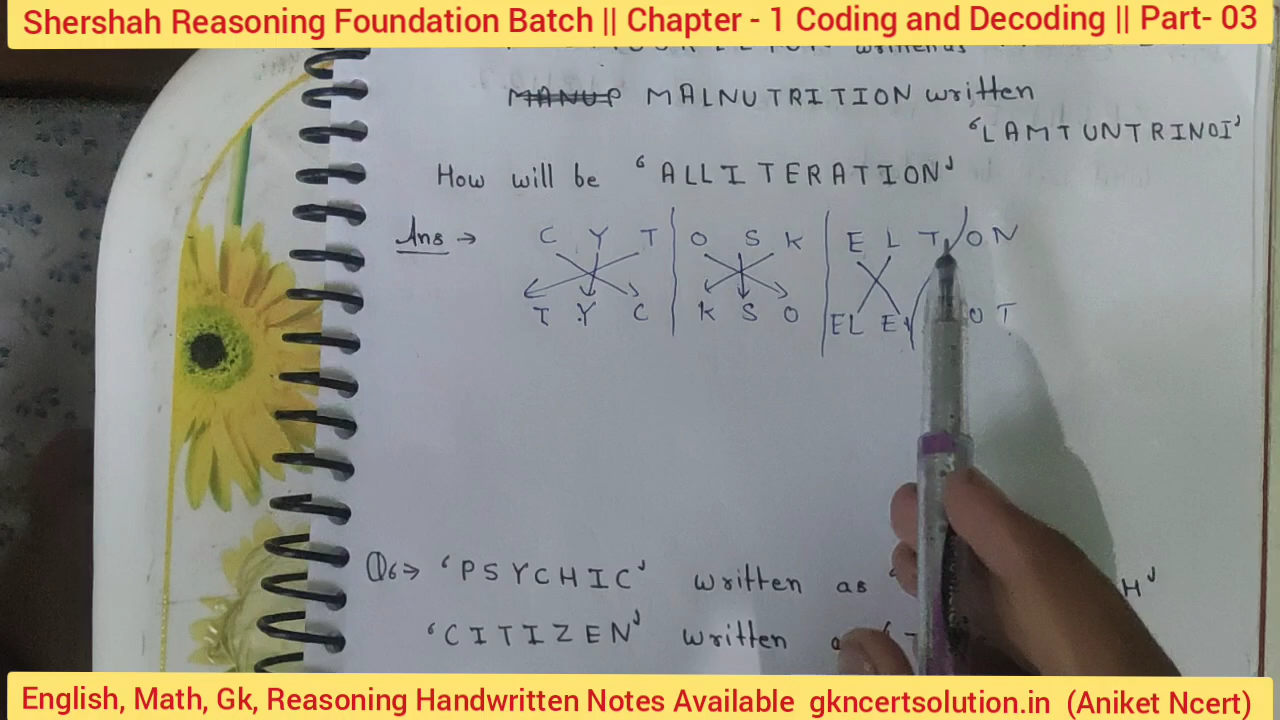 Shershah Reasoning Foundation Batch || Chapter - 1 Coding and Decoding || Part- 03
written as
MANUP MALNUTRITION written
'LAMTUNTRINOI'
How will be 'ALLITERATION'
Ans → C Y T | O S K | E L T / O N
T Y C | K S O | EL E O T
Q6 → 'PSYCHIC' written as ' H'
'CITIZEN' written
English, Math, Gk, Reasoning Handwritten Notes Available gkncertsolution.in (Aniket Ncert)